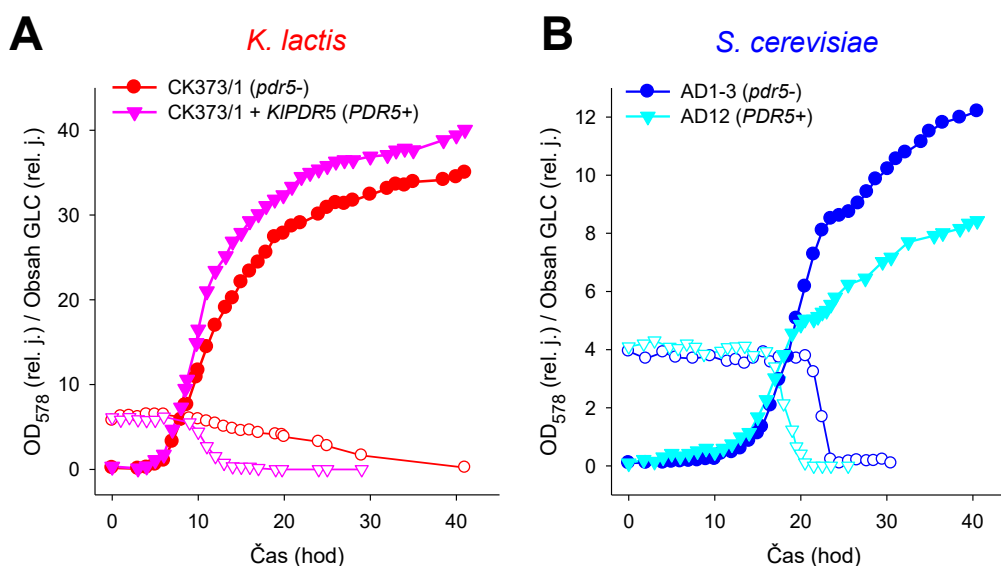 A
K. lactis
CK373/1 (pdr5-)
CK373/1 + KlPDR5 (PDR5+)
OD578 (rel. j.) / Obsah GLC (rel. j.)
40
30
20
10
0
0 10 20 30 40
Čas (hod)
B
S. cerevisiae
AD1-3 (pdr5-)
AD12 (PDR5+)
OD578 (rel. j.) / Obsah GLC (rel. j.)
12
10
8
6
4
2
0
0 10 20 30 40
Čas (hod)